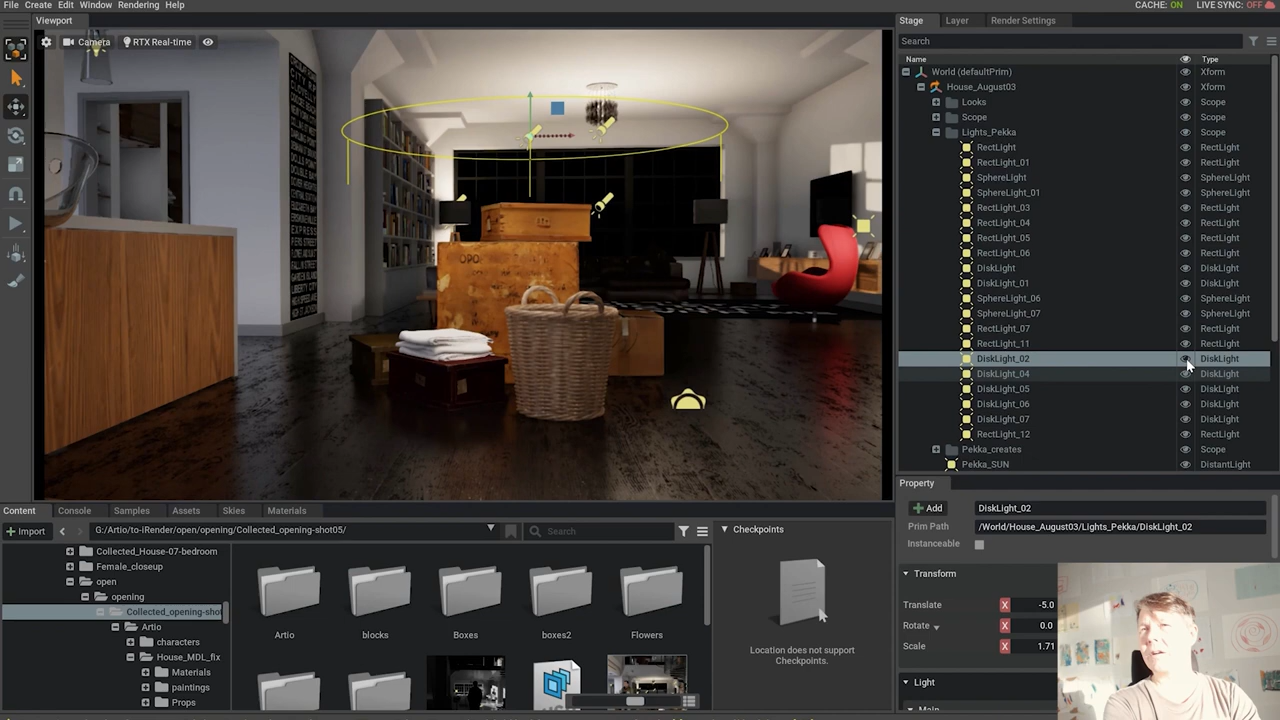 File Create Edit Window Rendering Help CACHE: ON LIVE SYNC: OFF
Viewport
Camera RTX Real-time
Stage Layer Render Settings
Search
Name Type
World (defaultPrim) Xform
House_August03 Xform
Looks Scope
Scope Scope
Lights_Pekka Scope
RectLight RectLight
RectLight_01 RectLight
SphereLight SphereLight
SphereLight_01 SphereLight
RectLight_03 RectLight
RectLight_04 RectLight
RectLight_05 RectLight
RectLight_06 RectLight
DiskLight DiskLight
DiskLight_01 DiskLight
SphereLight_06 SphereLight
SphereLight_07 SphereLight
RectLight_07 RectLight
RectLight_11 RectLight
DiskLight_02 DiskLight
DiskLight_04 DiskLight
DiskLight_05 DiskLight
DiskLight_06 DiskLight
DiskLight_07 DiskLight
RectLight_12 RectLight
Pekka_creates Scope
Pekka_SUN DistantLight
Property
Add DiskLight_02
Prim Path /World/House_August03/Lights_Pekka/DiskLight_02
Instanceable
Transform
Translate X -5.0
Rotate X 0.0
Scale X 1.71
Light
Main
Content Console Samples Assets Skies Materials
Import G:/Artio/to-iRender/open/opening/Collected_opening-shot05/ Search
Collected_House-07-bedroom
Female_closeup
open
opening
Collected_opening-shot
Artio
characters
House_MDL_fix
Materials
paintings
Props
Artio blocks Boxes boxes2 Flowers
Checkpoints
Location does not support
Checkpoints.